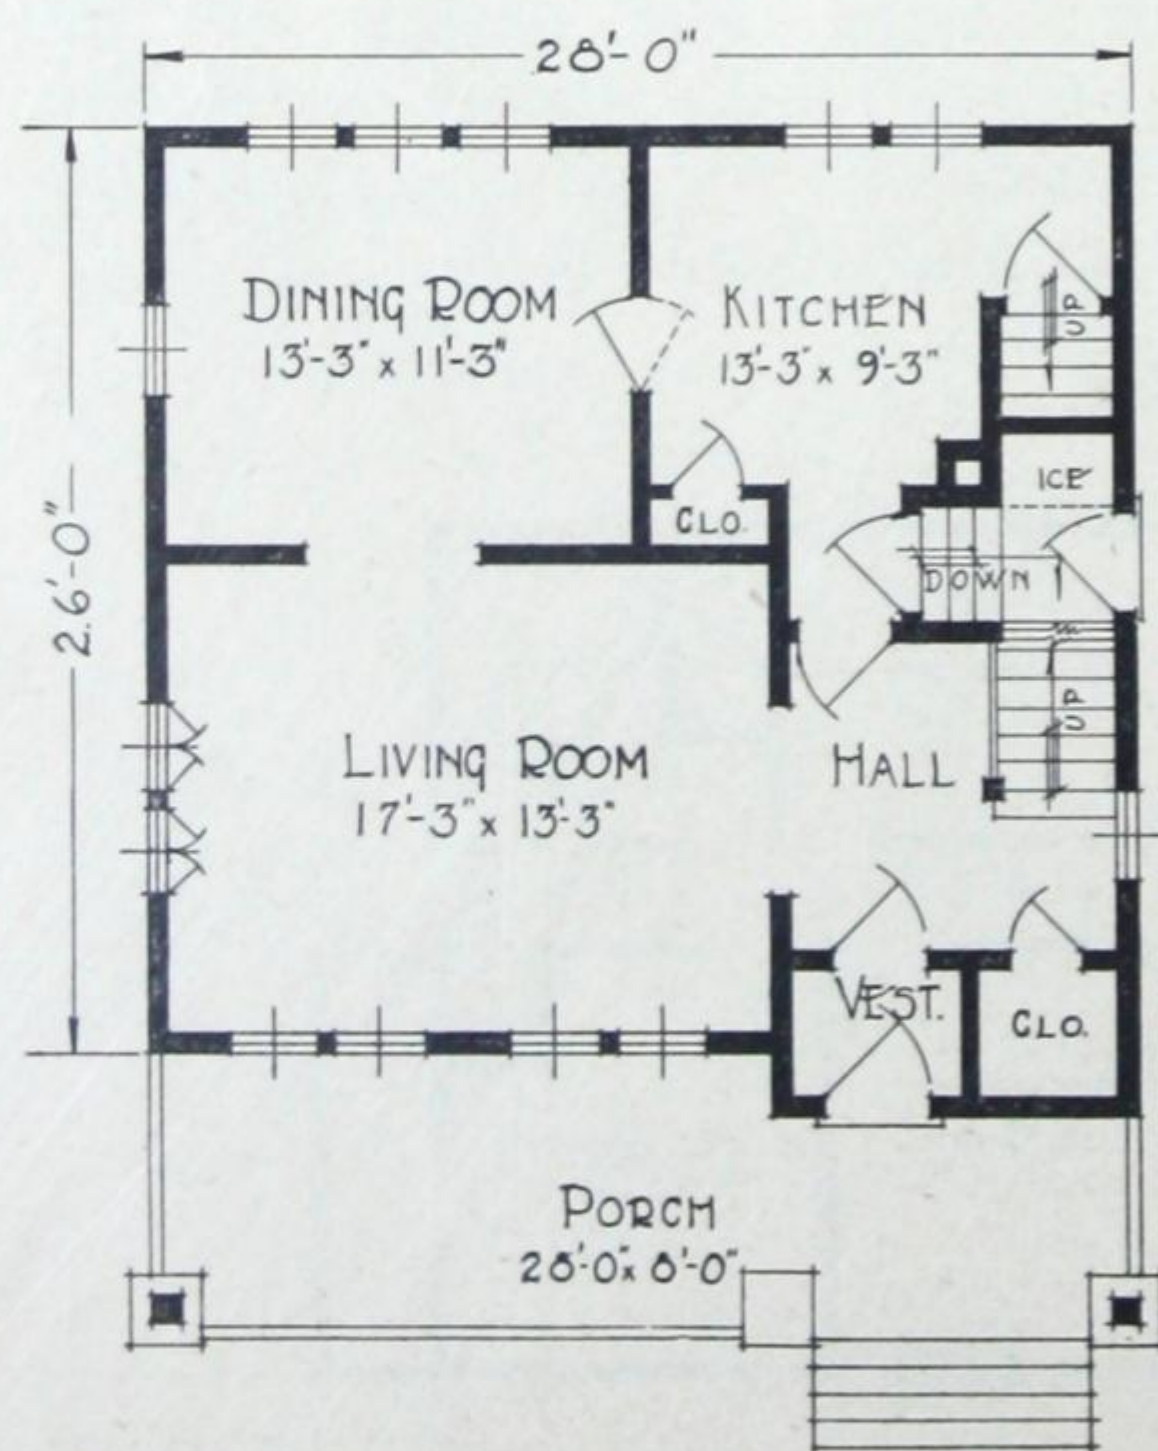 28'-0"
DINING ROOM
13'-3" x 11'-3"
KITCHEN
13'-3" x 9'-3"
UP
26'-0"
CLO.
ICE
DOWN
UP
LIVING ROOM
17'-3" x 13'-3"
HALL
VEST.
CLO.
PORCH
28'-0" x 8'-0"